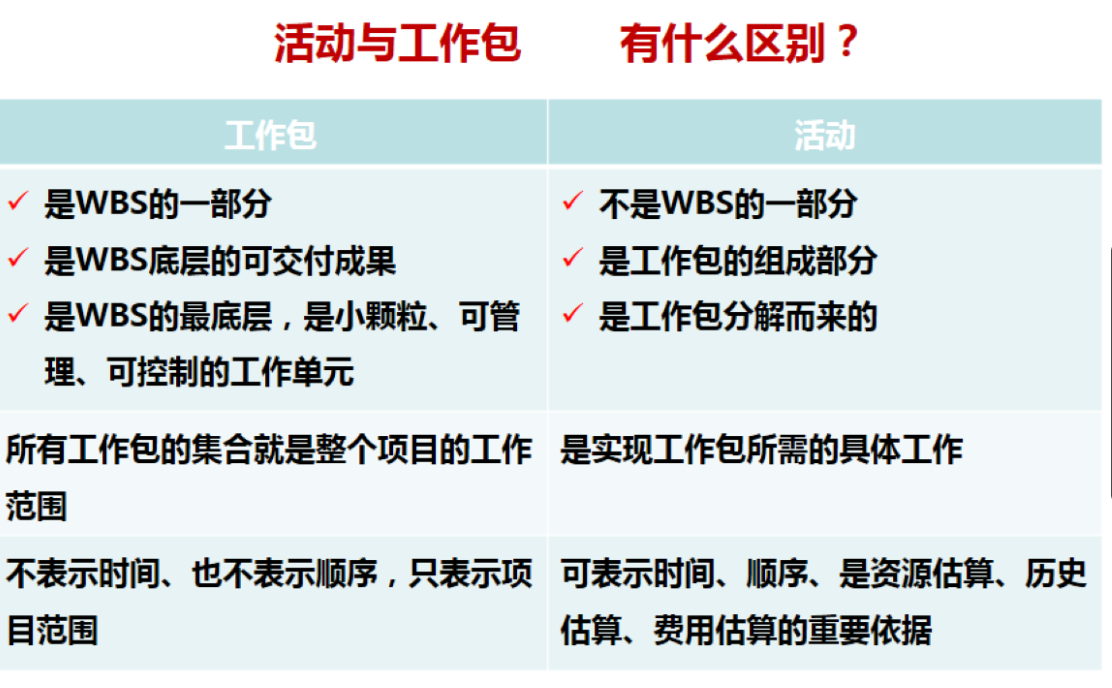 活动与工作包 有什么区别？
工作包
活动
✓ 是WBS的一部分
✓ 是WBS底层的可交付成果
✓ 是WBS的最底层，是小颗粒、可管
理、可控制的工作单元
✓ 不是WBS的一部分
✓ 是工作包的组成部分
✓ 是工作包分解而来的
所有工作包的集合就是整个项目的工作
范围
是实现工作包所需的具体工作
不表示时间、也不表示顺序，只表示项
目范围
可表示时间、顺序、是资源估算、历史
估算、费用估算的重要依据